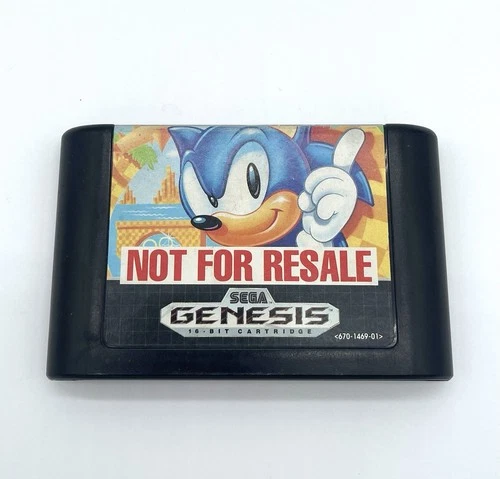 NOT FOR RESALE
SEGA
GENESIS
16-BIT CARTRIDGE
<670-1469-01>